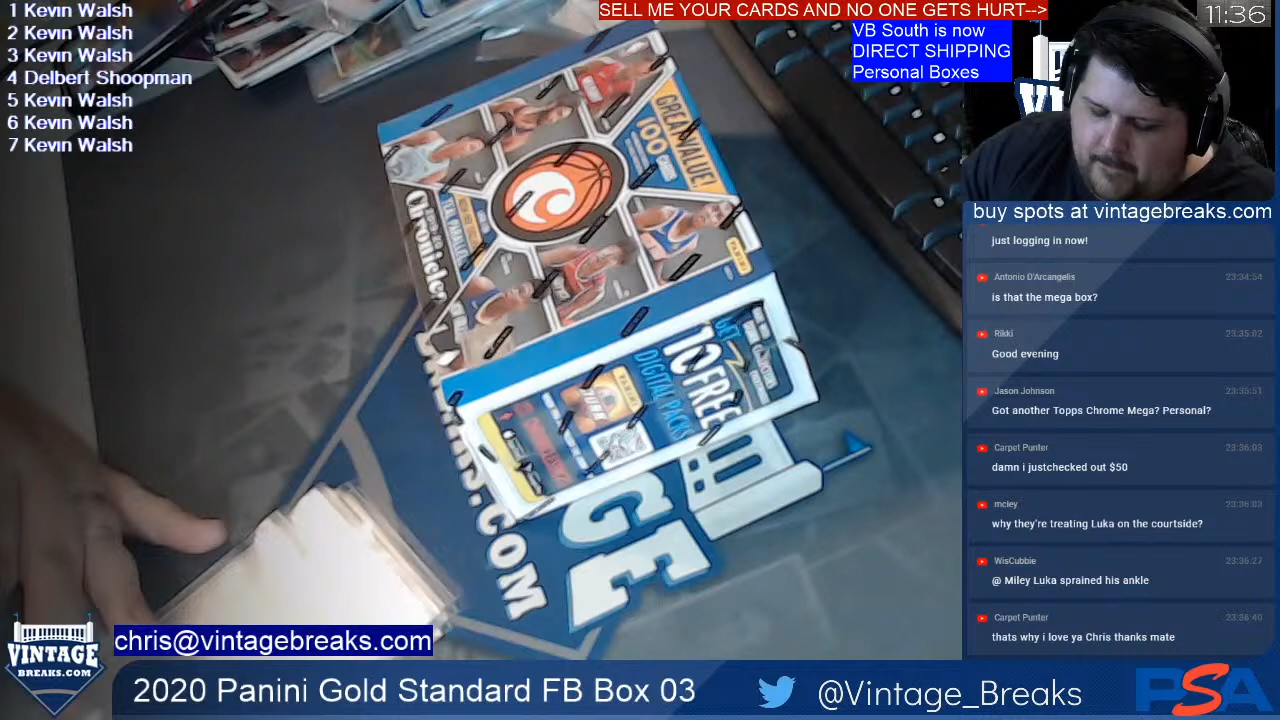 1 Kevin Walsh
2 Kevin Walsh
3 Kevin Walsh
4 Delbert Shoopman
5 Kevin Walsh
6 Kevin Walsh
7 Kevin Walsh
SELL ME YOUR CARDS AND NO ONE GETS HURT-->
VB South is now
DIRECT SHIPPING
Personal Boxes
11:36
GREAT VALUE!
100 CARDS
Chronicles
PANINI
GET
10 FREE
DIGITAL PACKS
PANINI
DUNK
.COM
GE
buy spots at vintagebreaks.com
just logging in now!
Antonio D'Arcangelis 23:34:54
is that the mega box?
Rikki 23:35:02
Good evening
Jason Johnson 23:35:51
Got another Topps Chrome Mega? Personal?
Carpet Punter 23:36:03
damn i justchecked out $50
mcley 23:36:03
why they're treating Luka on the courtside?
WisCubbie 23:36:27
@ Miley Luka sprained his ankle
Carpet Punter 23:36:40
thats why i love ya Chris thanks mate
chris@vintagebreaks.com
VINTAGE
BREAKS.COM
2020 Panini Gold Standard FB Box 03
@Vintage_Breaks
PSA